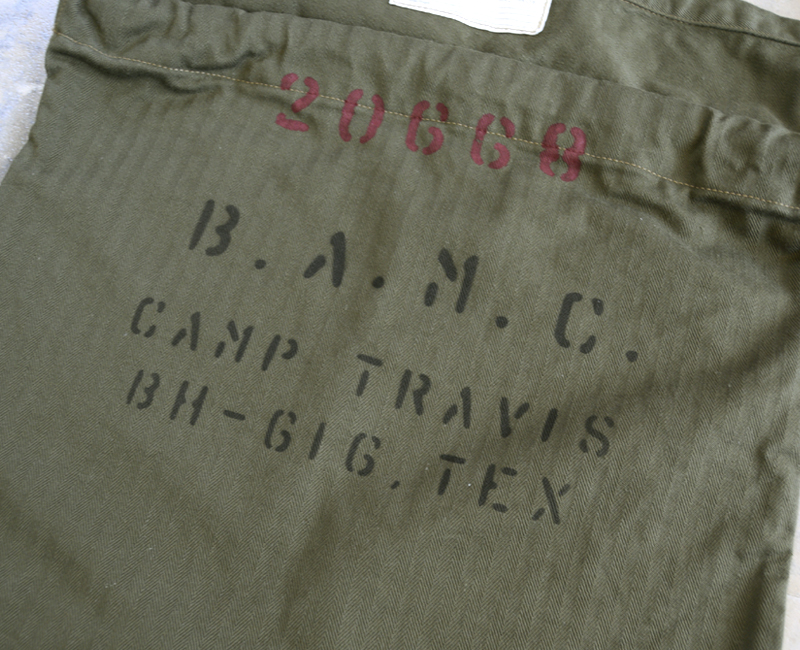 20668
B.A.M.C.
CAMP TRAVIS
BH-616, TEX